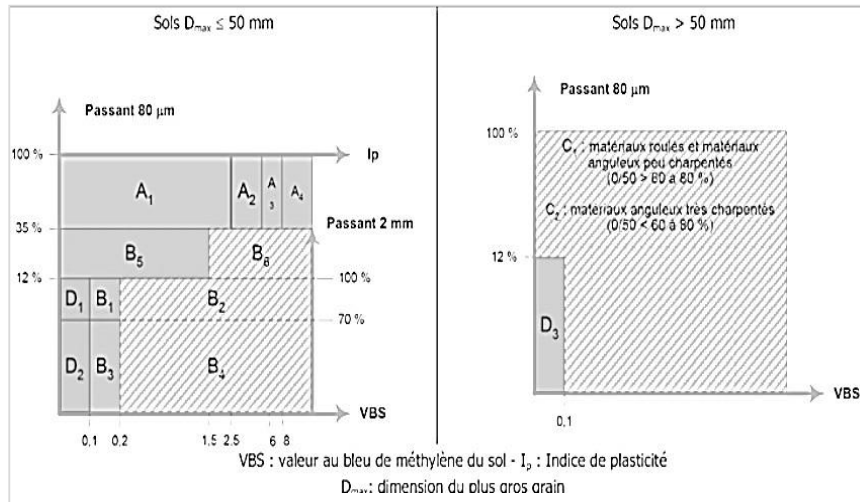 Sols Dmax ≤ 50 mm
Passant 80 µm
Ip
100 %
A1
A2
A3
A4
35 %
Passant 2 mm
B5
B6
12 %
100 %
D1
B1
B2
70 %
D2
B3
B4
VBS
0,1
0,2
1.5
2.5
6
8
Sols Dmax > 50 mm
Passant 80 µm
100 %
C1 : matériaux roulés et matériaux
anguleux peu charpentés
(0/50 > 60 à 80 %)
C2 : matériaux anguleux très charpentés
(0/50 < 60 à 80 %)
12 %
D3
VBS
0,1
VBS : valeur au bleu de méthylène du sol - Ip : Indice de plasticité
Dmax: dimension du plus gros grain